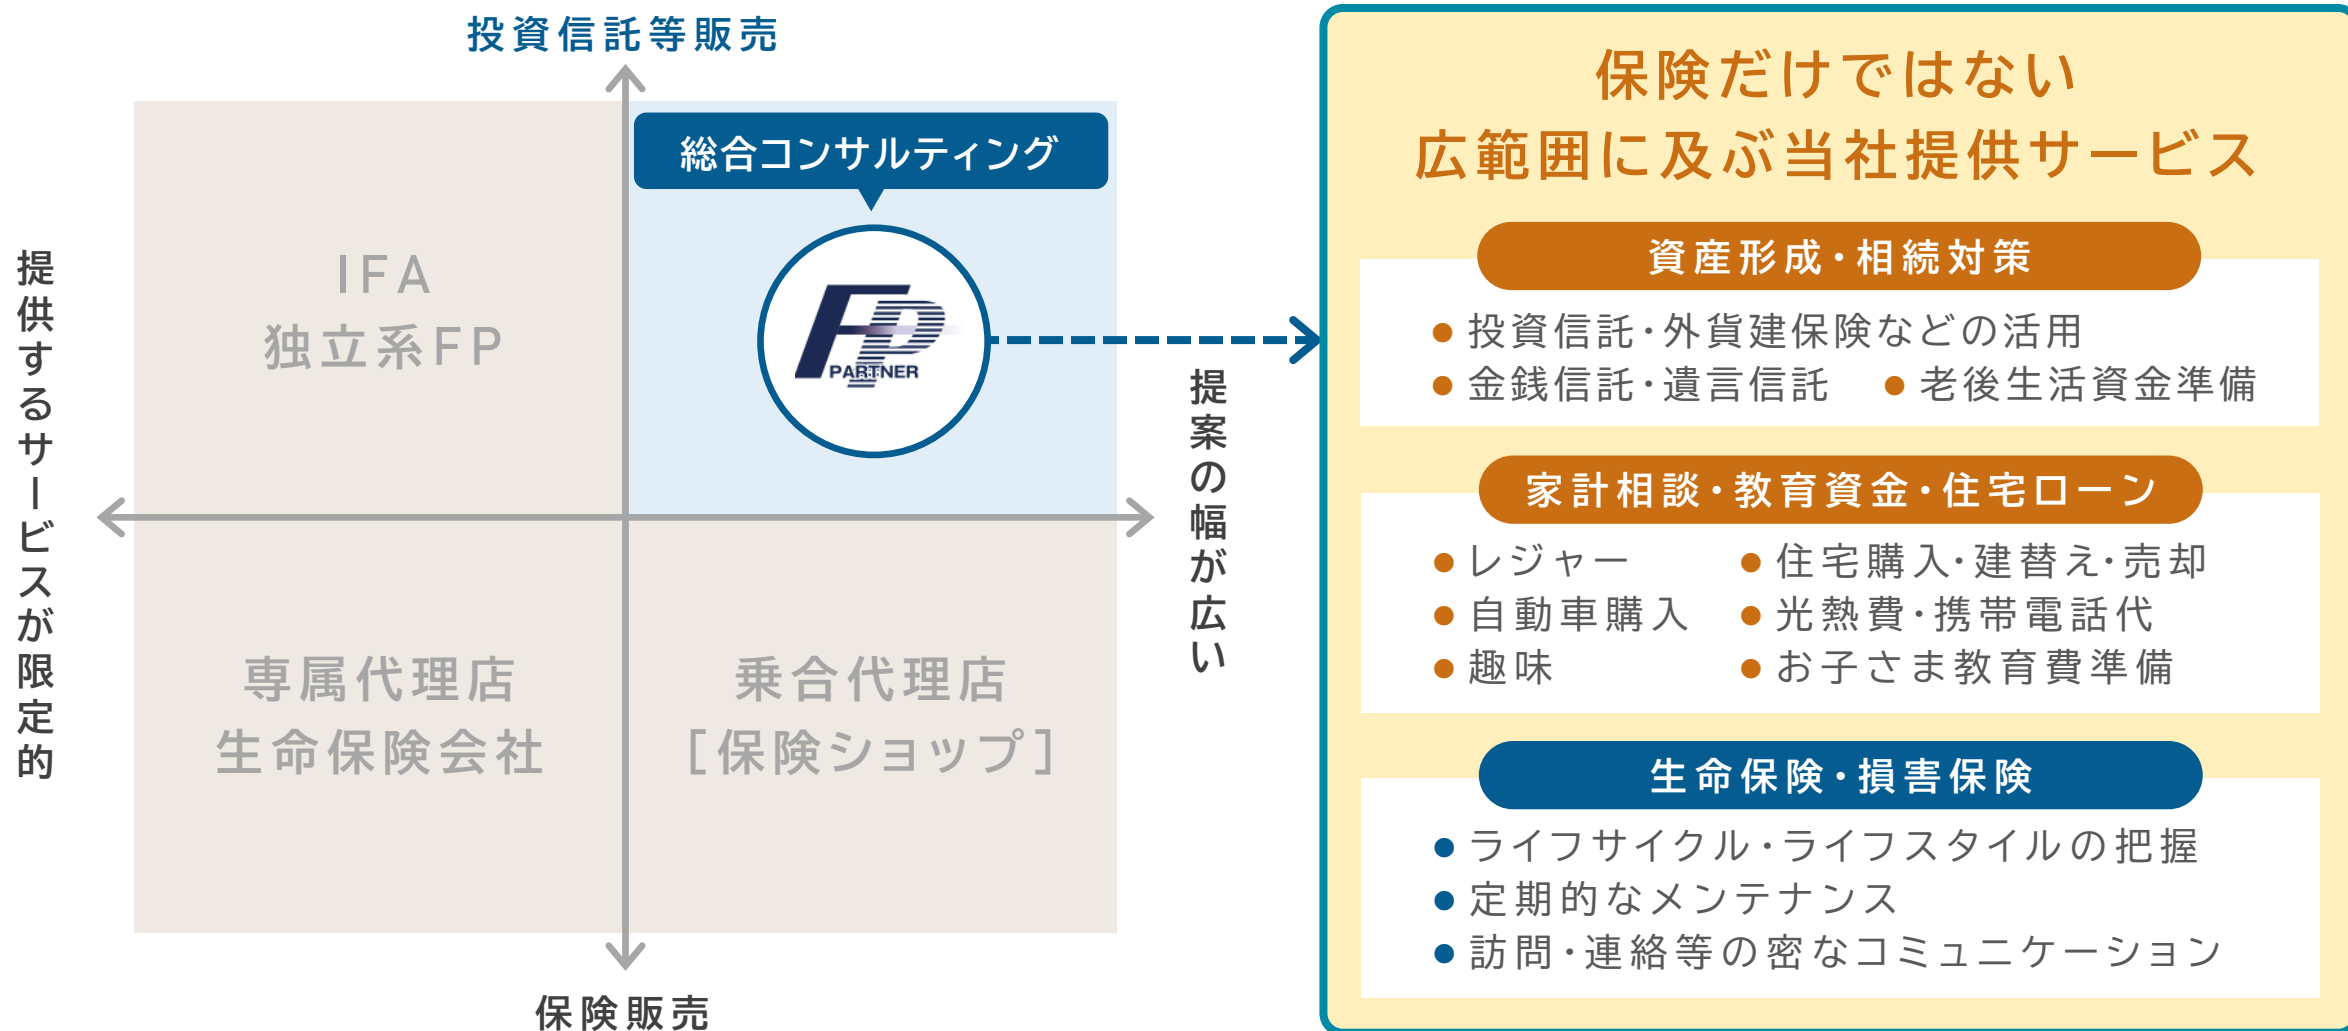 投資信託等販売
総合コンサルティング
IFA
独立系FP
FP
PARTNER
提供するサービスが限定的
提案の幅が広い
専属代理店
生命保険会社
乗合代理店
［保険ショップ］
保険販売
保険だけではない
広範囲に及ぶ当社提供サービス
資産形成・相続対策
●投資信託・外貨建保険などの活用
●金銭信託・遺言信託 ●老後生活資金準備
家計相談・教育資金・住宅ローン
●レジャー ●住宅購入・建替え・売却
●自動車購入 ●光熱費・携帯電話代
●趣味 ●お子さま教育費準備
生命保険・損害保険
●ライフサイクル・ライフスタイルの把握
●定期的なメンテナンス
●訪問・連絡等の密なコミュニケーション